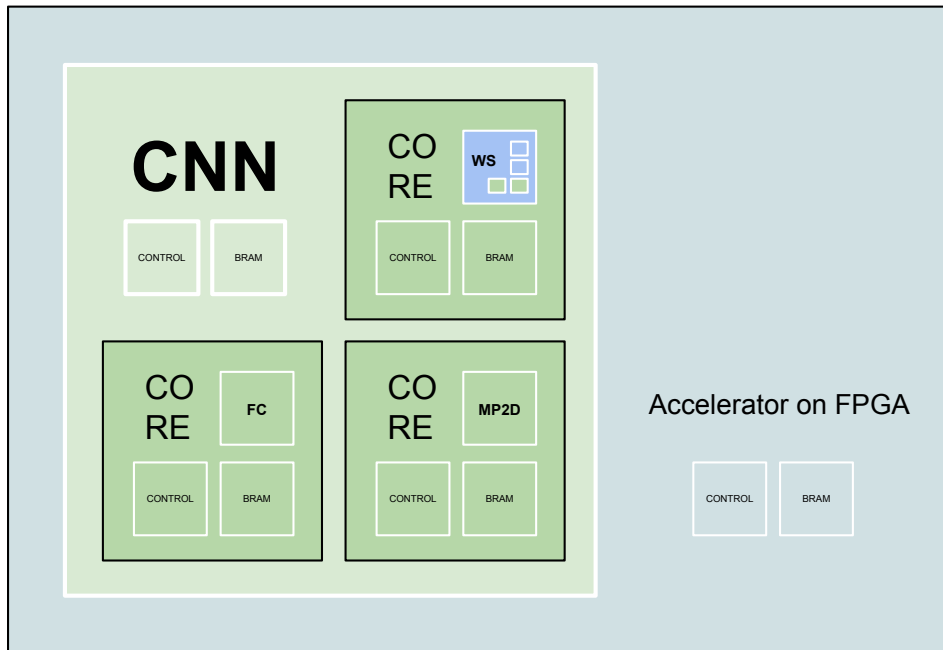 CNN
CONTROL
BRAM
CO
RE
WS
CONTROL
BRAM
CO
RE
FC
CONTROL
BRAM
CO
RE
MP2D
CONTROL
BRAM
Accelerator on FPGA
CONTROL
BRAM